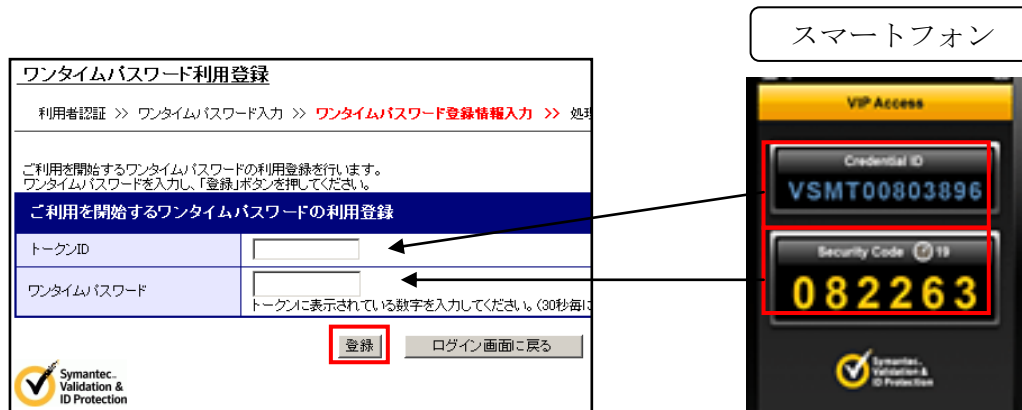 スマートフォン
ワンタイムパスワード利用登録
利用者認証 >> ワンタイムパスワード入力 >> ワンタイムパスワード登録情報入力 >> 処理
ご利用を開始するワンタイムパスワードの利用登録を行います。
ワンタイムパスワードを入力し、「登録」ボタンを押してください。
ご利用を開始するワンタイムパスワードの利用登録
トークンID
ワンタイムパスワード
トークンに表示されている数字を入力してください。(30秒毎に
登録
ログイン画面に戻る
Symantec™
Validation &
ID Protection
VIP Access
Credential ID
VSMT00803896
Security Code 19
082263
Symantec™
Validation &
ID Protection